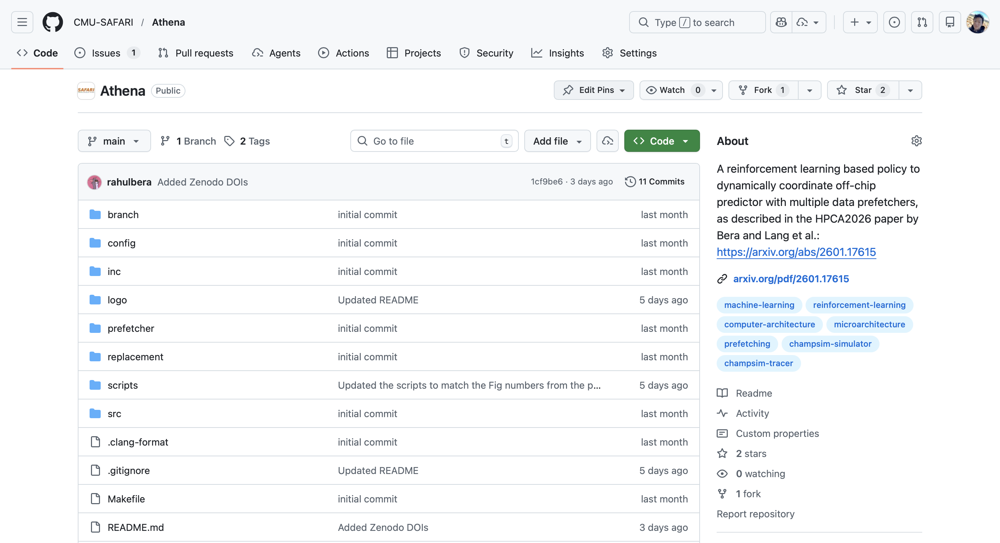 CMU-SAFARI / Athena
Type / to search
Code
Issues 1
Pull requests
Agents
Actions
Projects
Security
Insights
Settings
SAFARI
Athena Public
Edit Pins
Watch 0
Fork 1
Star 2
main
1 Branch
2 Tags
Go to file t
Add file
Code
rahulbera Added Zenodo DOIs 1cf9be6 · 3 days ago 11 Commits
branch initial commit last month
config initial commit last month
inc initial commit last month
logo Updated README 5 days ago
prefetcher initial commit last month
replacement initial commit last month
scripts Updated the scripts to match the Fig numbers from the p... 5 days ago
src initial commit last month
.clang-format initial commit last month
.gitignore Updated README 5 days ago
Makefile initial commit last month
README.md Added Zenodo DOIs 3 days ago
About
A reinforcement learning based policy to
dynamically coordinate off-chip
predictor with multiple data prefetchers,
as described in the HPCA2026 paper by
Bera and Lang et al.:
https://arxiv.org/abs/2601.17615
arxiv.org/pdf/2601.17615
machine-learning reinforcement-learning
computer-architecture microarchitecture
prefetching champsim-simulator
champsim-tracer
Readme
Activity
Custom properties
2 stars
0 watching
1 fork
Report repository